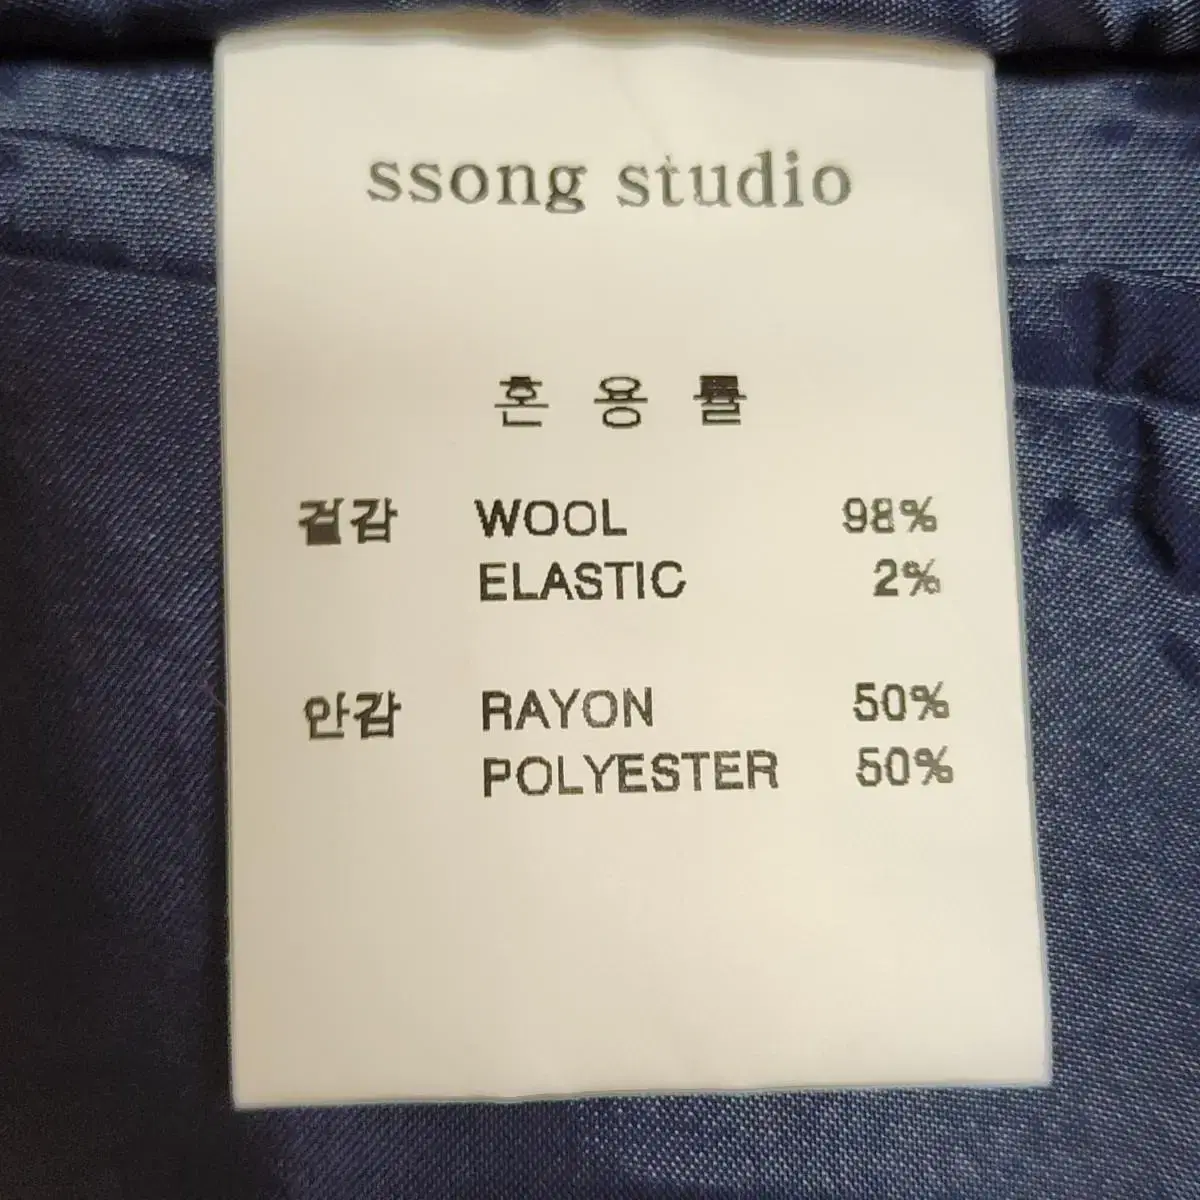 ssong studio
혼 용 률
겉감 WOOL 98%
ELASTIC 2%
안감 RAYON 50%
POLYESTER 50%